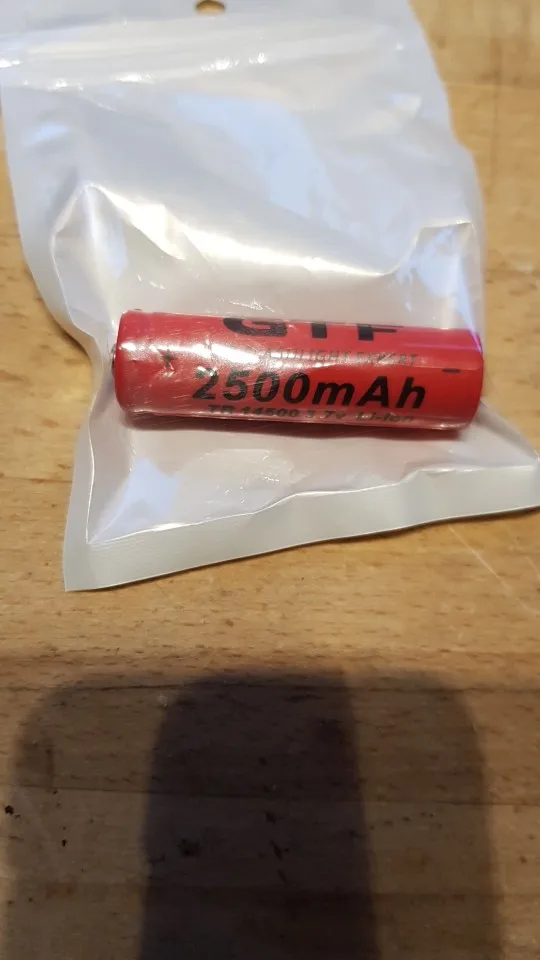 GTF
+ -
2500mAh
TR 14500 3.7V Li-ion